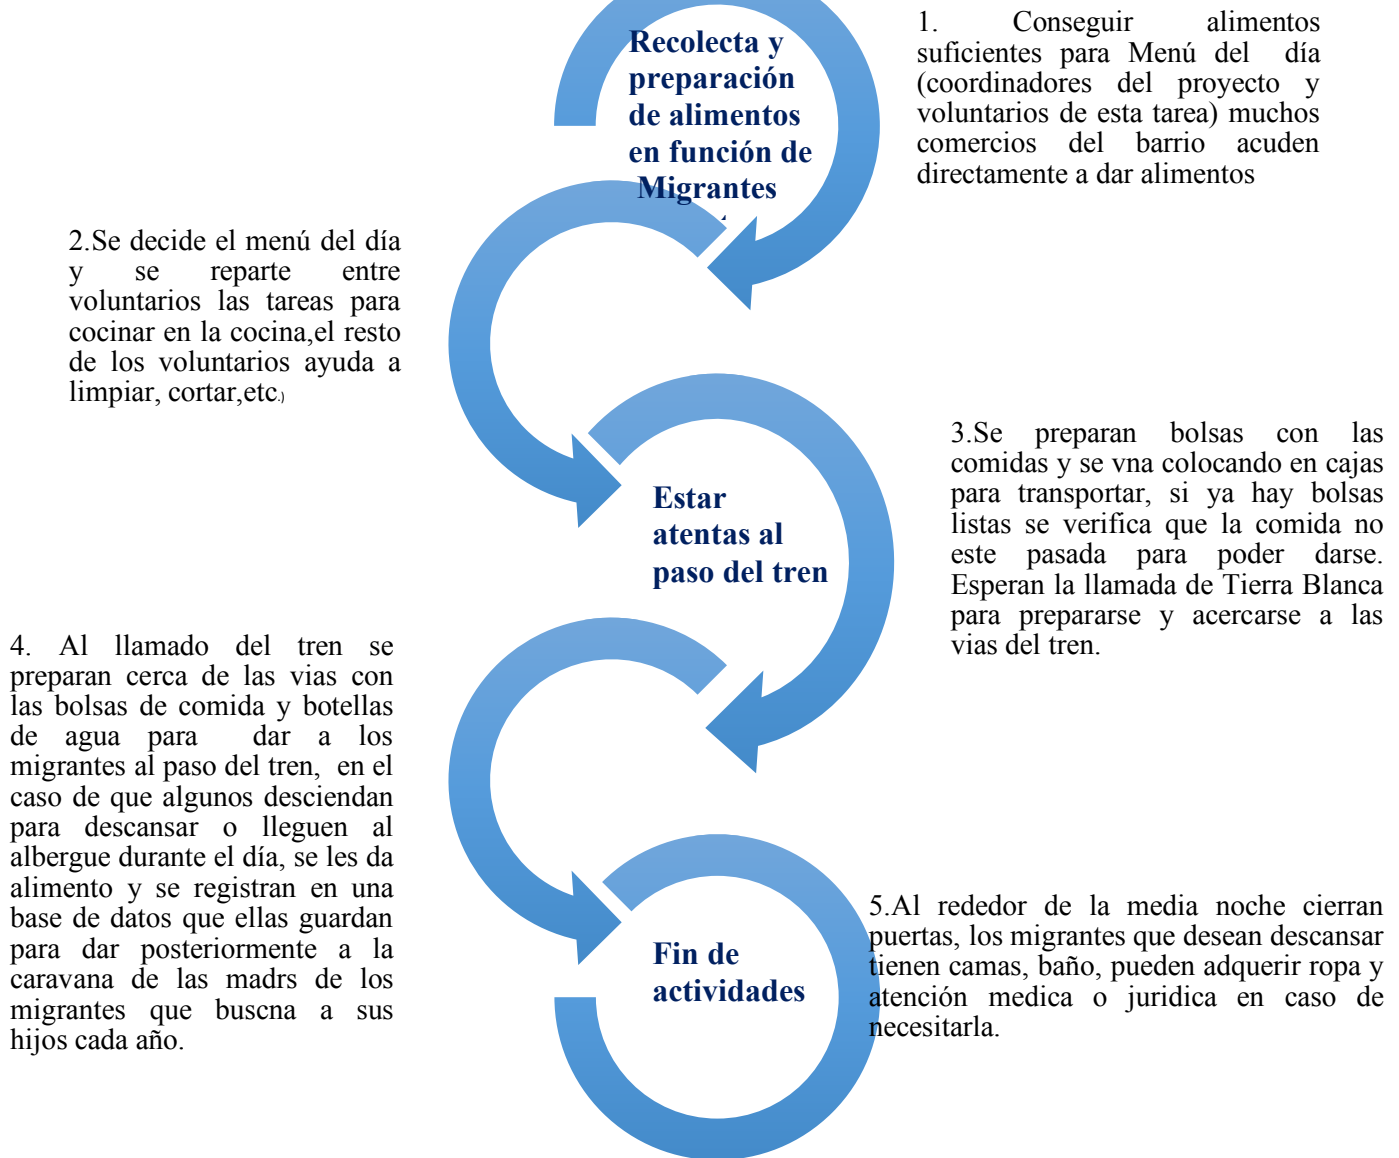 Recolecta y
preparación
de alimentos
en función de
Migrantes
1. Conseguir alimentos
suficientes para Menú del día
(coordinadores del proyecto y
voluntarios de esta tarea) muchos
comercios del barrio acuden
directamente a dar alimentos
2.Se decide el menú del día
y se reparte entre
voluntarios las tareas para
cocinar en la cocina,el resto
de los voluntarios ayuda a
limpiar, cortar,etc.)
Estar
atentas al
paso del tren
3.Se preparan bolsas con las
comidas y se vna colocando en cajas
para transportar, si ya hay bolsas
listas se verifica que la comida no
este pasada para poder darse.
Esperan la llamada de Tierra Blanca
para prepararse y acercarse a las
vias del tren.
4. Al llamado del tren se
preparan cerca de las vias con
las bolsas de comida y botellas
de agua para dar a los
migrantes al paso del tren, en el
caso de que algunos desciendan
para descansar o lleguen al
albergue durante el día, se les da
alimento y se registran en una
base de datos que ellas guardan
para dar posteriormente a la
caravana de las madrs de los
migrantes que buscna a sus
hijos cada año.
Fin de
actividades
5.Al rededor de la media noche cierran
puertas, los migrantes que desean descansar
tienen camas, baño, pueden adquerir ropa y
atención medica o juridica en caso de
necesitarla.